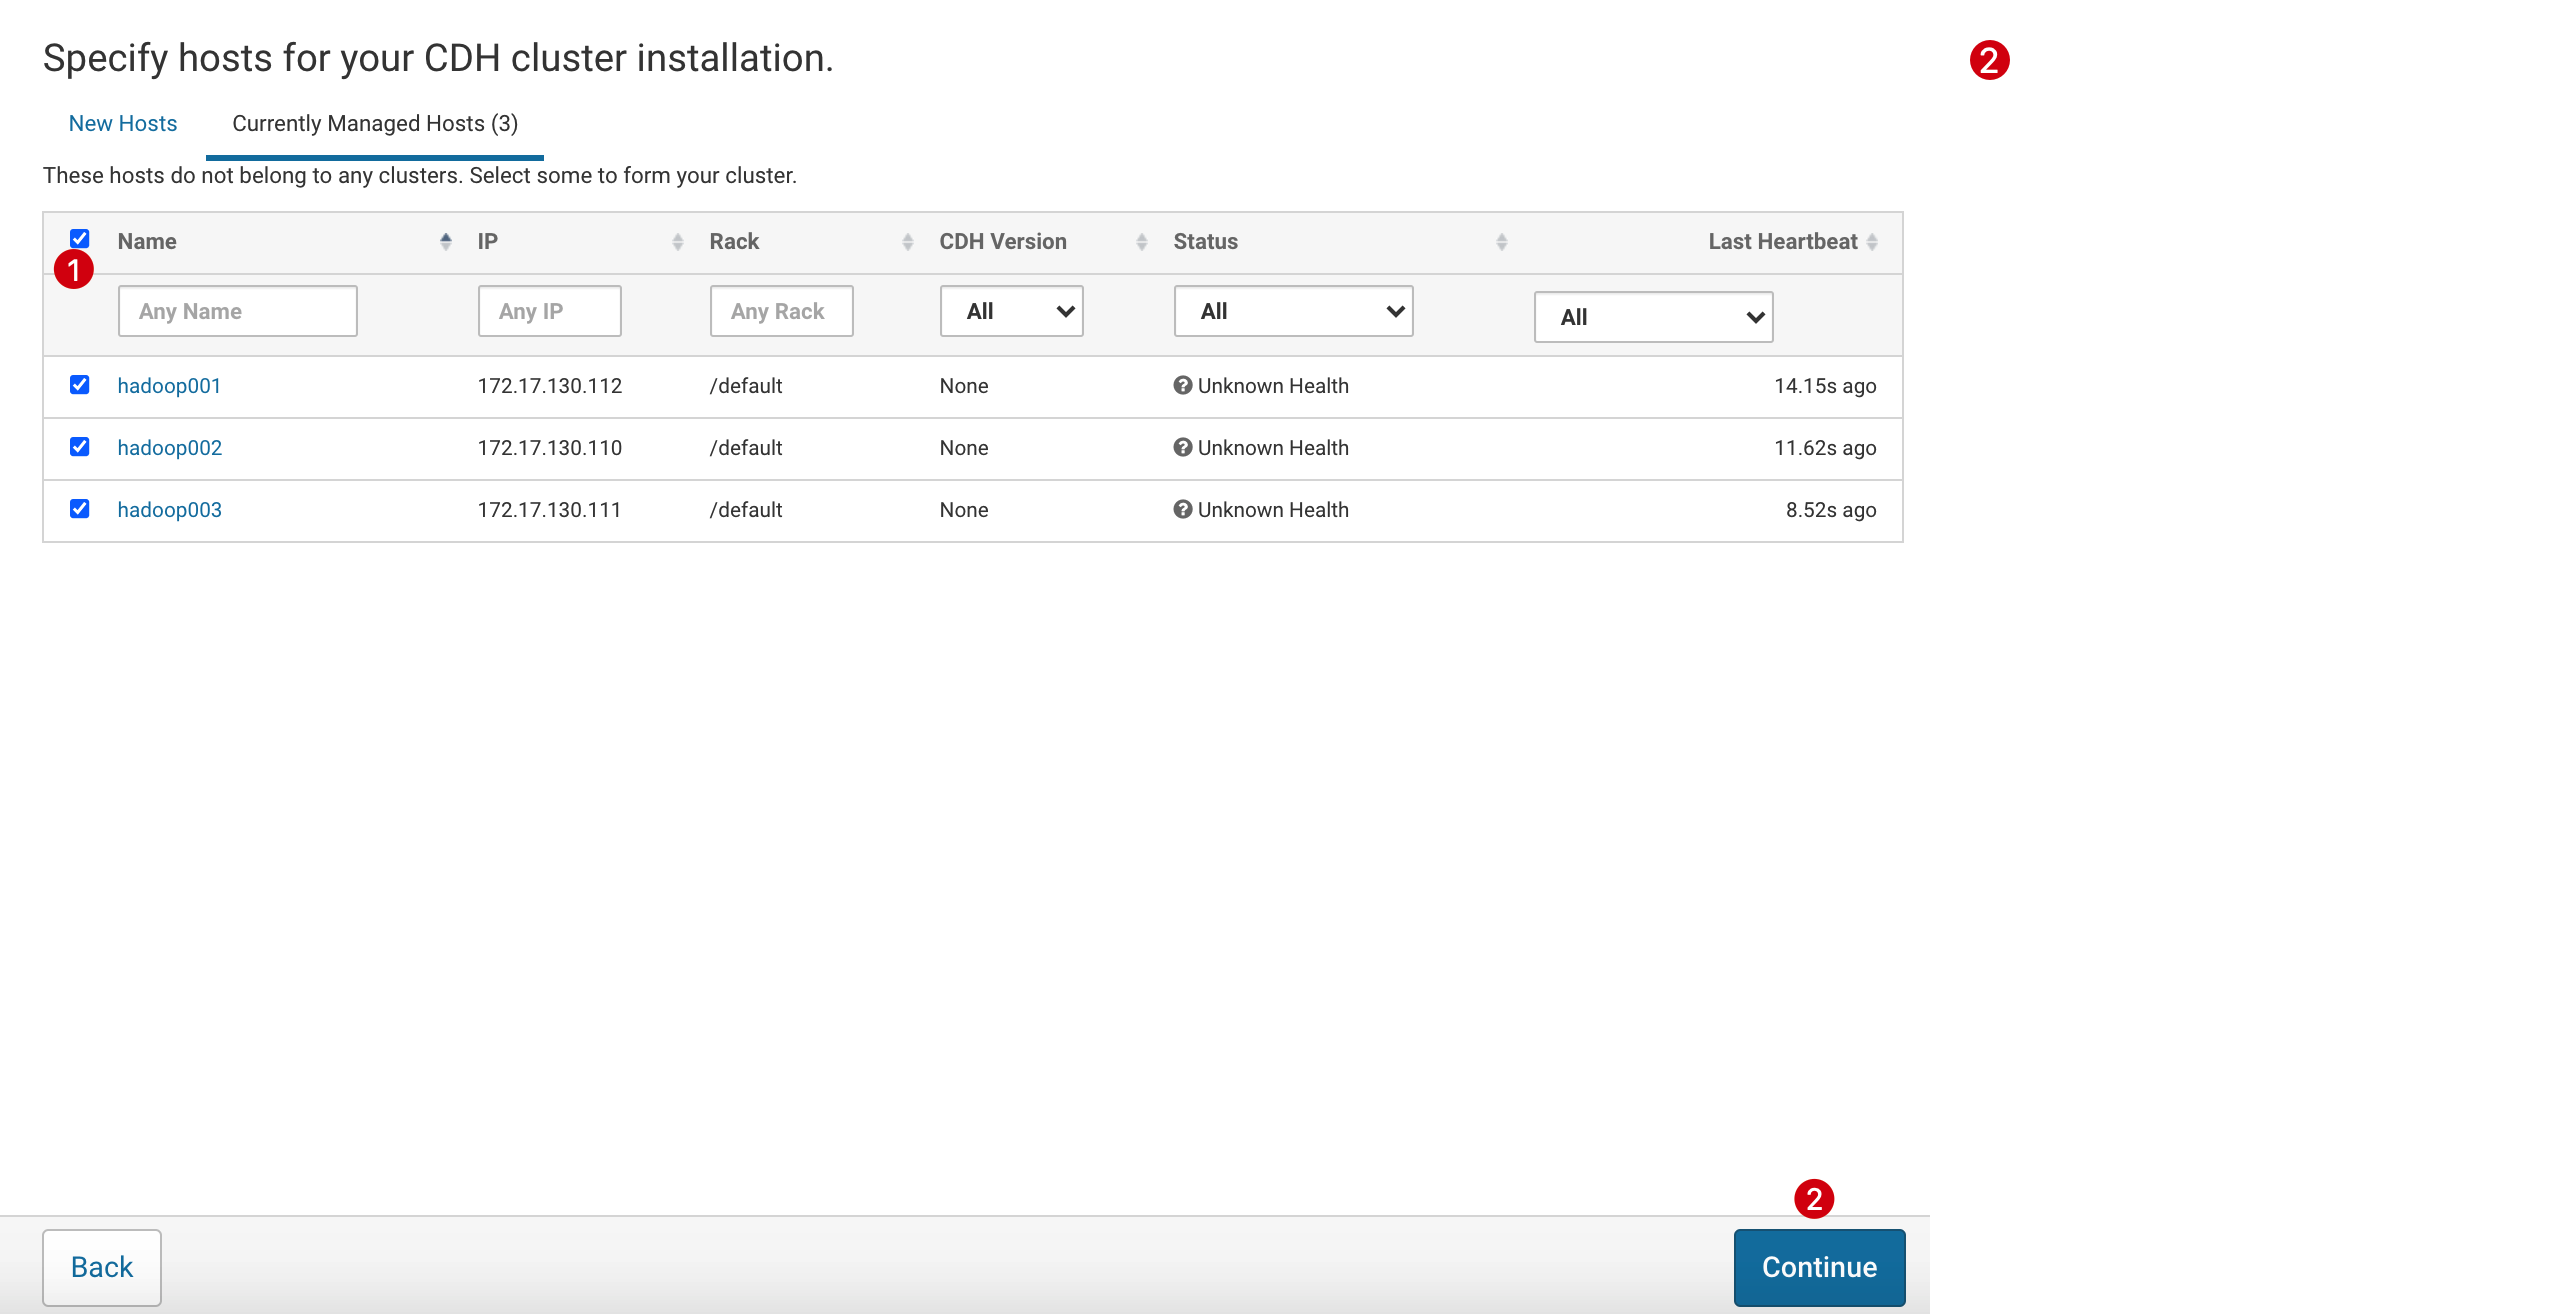 Specify hosts for your CDH cluster installation.
2
New Hosts Currently Managed Hosts (3)
These hosts do not belong to any clusters. Select some to form your cluster.
Name IP Rack CDH Version Status Last Heartbeat
1
Any Name Any IP Any Rack All All All
hadoop001 172.17.130.112 /default None ? Unknown Health 14.15s ago
hadoop002 172.17.130.110 /default None ? Unknown Health 11.62s ago
hadoop003 172.17.130.111 /default None ? Unknown Health 8.52s ago
2
Back Continue